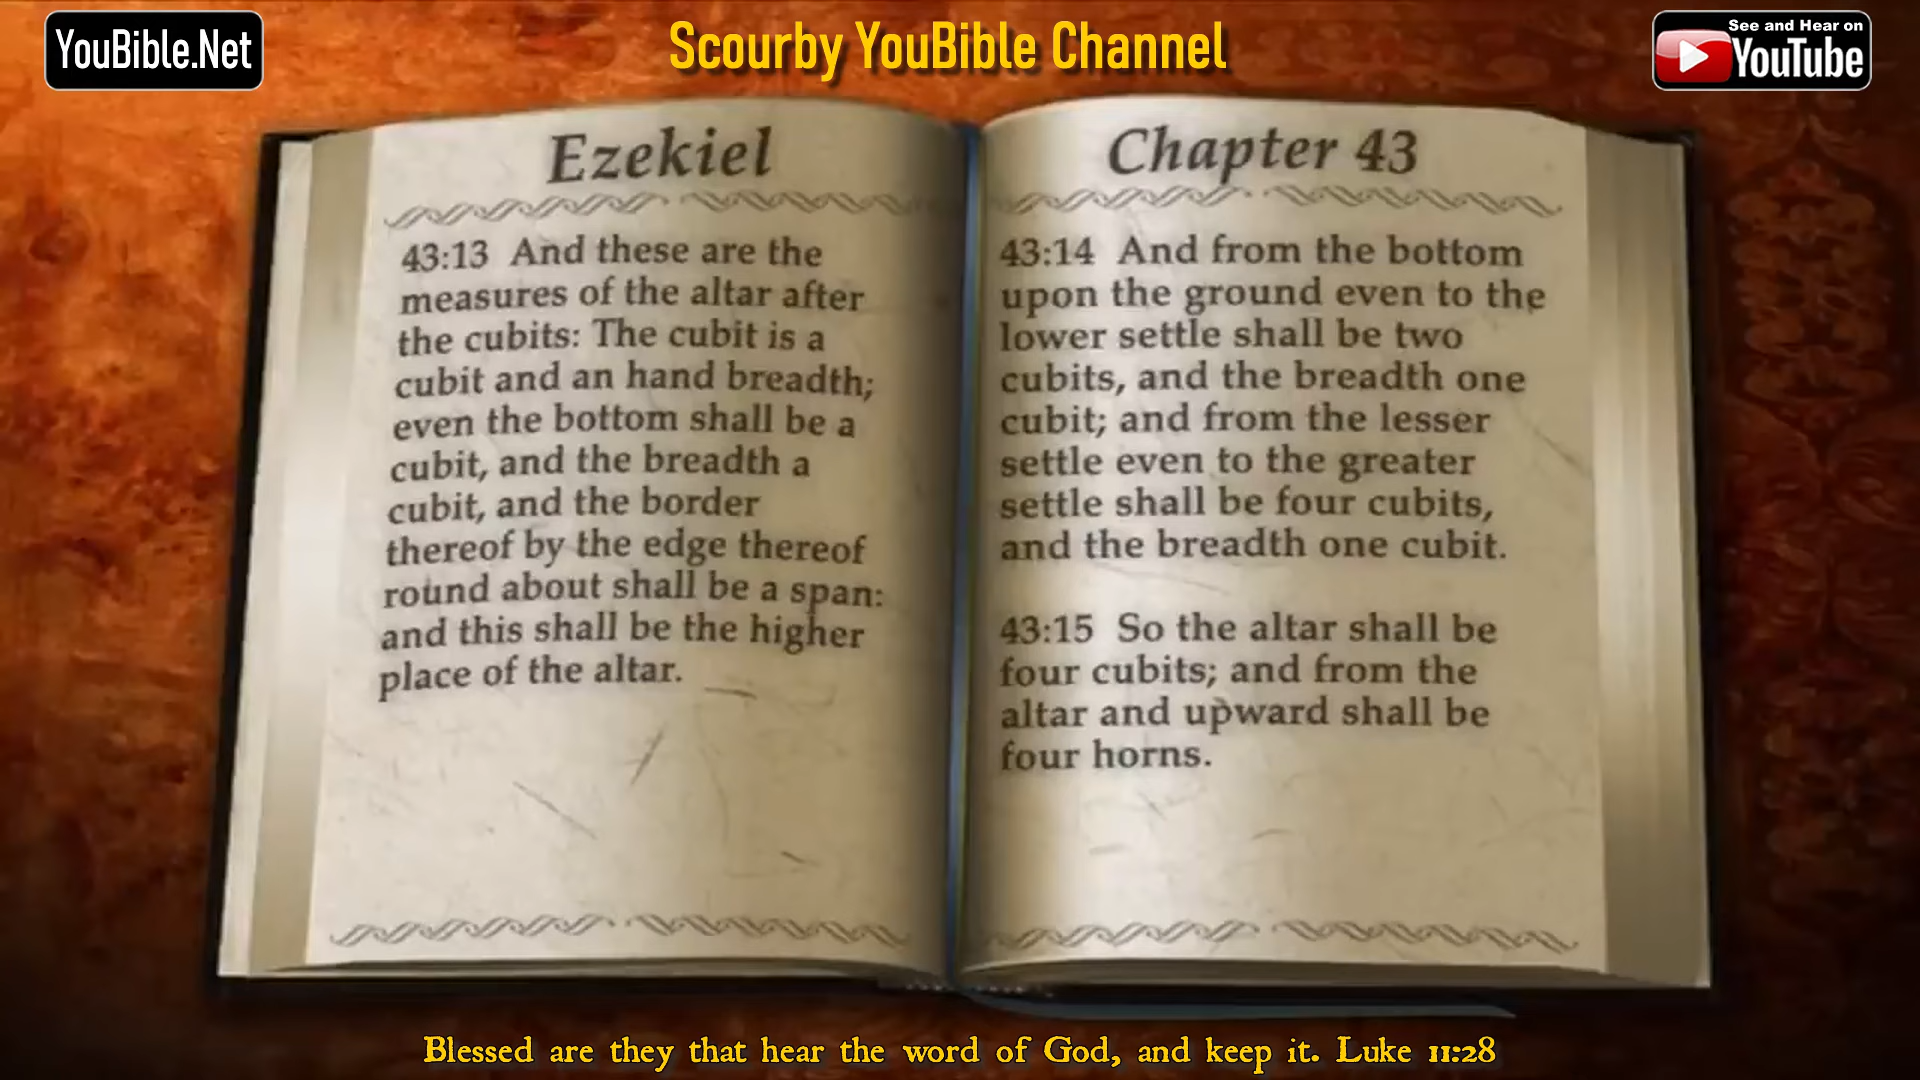 YouBible.Net
Scourby YouBible Channel
See and Hear on
YouTube
Ezekiel
43:13 And these are the
measures of the altar after
the cubits: The cubit is a
cubit and an hand breadth;
even the bottom shall be a
cubit, and the breadth a
cubit, and the border
thereof by the edge thereof
round about shall be a span:
and this shall be the higher
place of the altar.
Chapter 43
43:14 And from the bottom
upon the ground even to the
lower settle shall be two
cubits, and the breadth one
cubit; and from the lesser
settle even to the greater
settle shall be four cubits,
and the breadth one cubit.
43:15 So the altar shall be
four cubits; and from the
altar and upward shall be
four horns.
Blessed are they that hear the word of God, and keep it. Luke 11:28